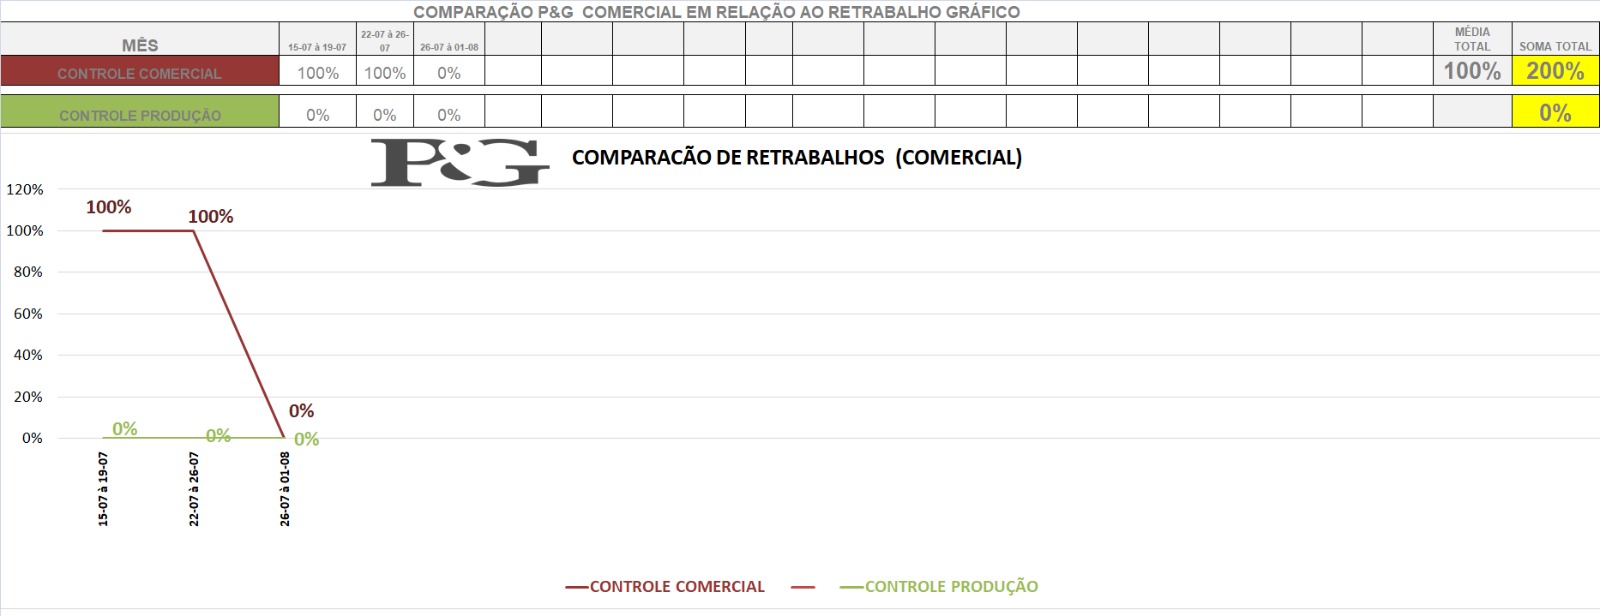 COMPARAÇÃO P&G  COMERCIAL EM RELAÇÃO AO RETRABALHO GRÁFICO
MÊS 15-07 à 19-07 22-07 à 26-07 26-07 à 01-08 MÉDIA TOTAL SOMA TOTAL
CONTROLE COMERCIAL 100% 100% 0% 100% 200%
CONTROLE PRODUÇÃO 0% 0% 0% 0%
P&G COMPARACÃO DE RETRABALHOS  (COMERCIAL)
120%
100%
80%
60%
40%
20%
0%
100%
100%
0%
0%
0%
0%
15-07 à 19-07
22-07 à 26-07
26-07 à 01-08
CONTROLE COMERCIAL
CONTROLE PRODUÇÃO